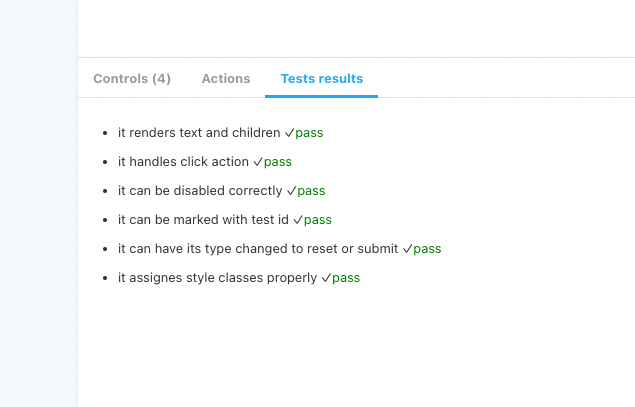 Controls (4) Actions Tests results
• it renders text and children ✓pass
• it handles click action ✓pass
• it can be disabled correctly ✓pass
• it can be marked with test id ✓pass
• it can have its type changed to reset or submit ✓pass
• it assignes style classes properly ✓pass